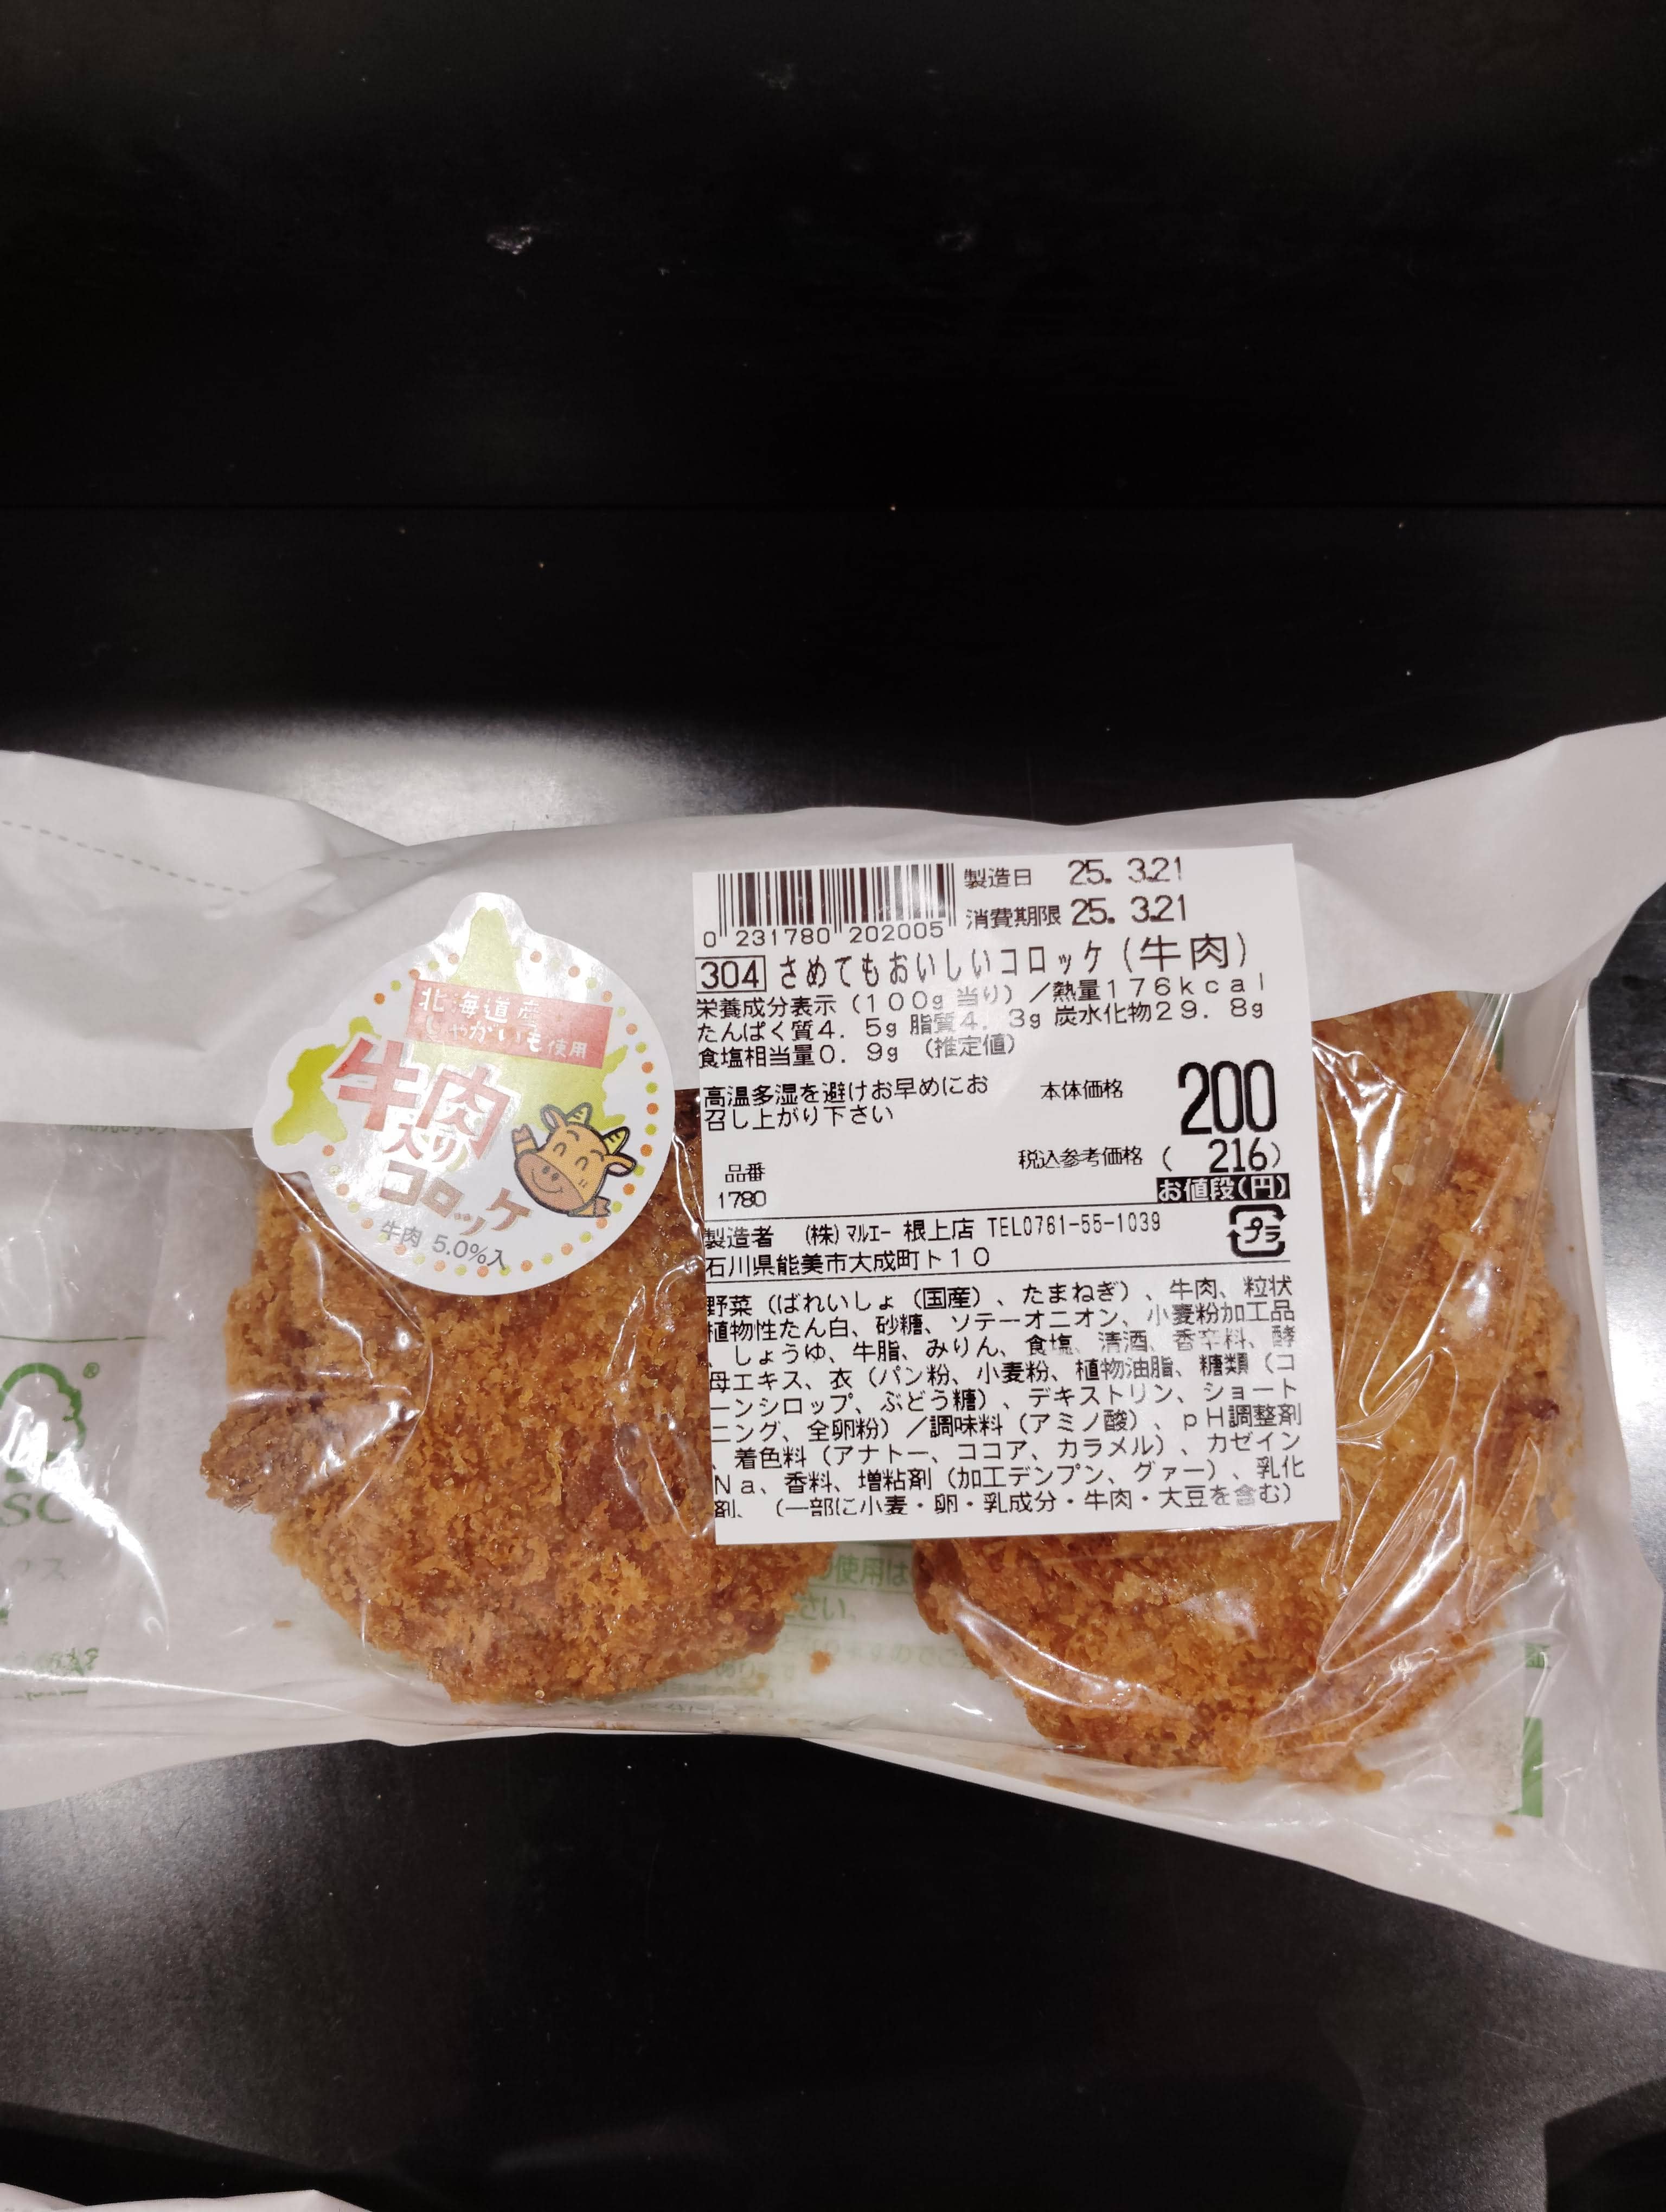 北海道産
じゃがいも使用
牛肉
入り
コロッケ
牛肉 5.0%入
製造日 25. 3.21
消費期限 25. 3.21
0 231780 202005
304 さめてもおいしいコロッケ(牛肉)
栄養成分表示(100g当り)/熱量176kcal
たんぱく質4.5g 脂質4.3g 炭水化物29.8g
食塩相当量0.9g (推定値)
高温多湿を避けお早めにお
召し上がり下さい
本体価格 200
税込参考価格 ( 216)
お値段(円)
品番
1780
プラ
製造者 (株)マルエー 根上店 TEL0761-55-1039
石川県能美市大成町ト10
野菜(ばれいしょ(国産)、たまねぎ)、牛肉、粒状
植物性たん白、砂糖、ソテーオニオン、小麦粉加工品
、しょうゆ、牛脂、みりん、食塩、清酒、香辛料、酵
母エキス、衣(パン粉、小麦粉、植物油脂、糖類(コ
ーンシロップ、ぶどう糖)、デキストリン、ショート
ニング、全卵粉)/調味料(アミノ酸)、pH調整剤
、着色料(アナトー、ココア、カラメル)、カゼイン
Na、香料、増粘剤(加工デンプン、グァー)、乳化
剤、(一部に小麦・卵・乳成分・牛肉・大豆を含む)
使用は
さい。